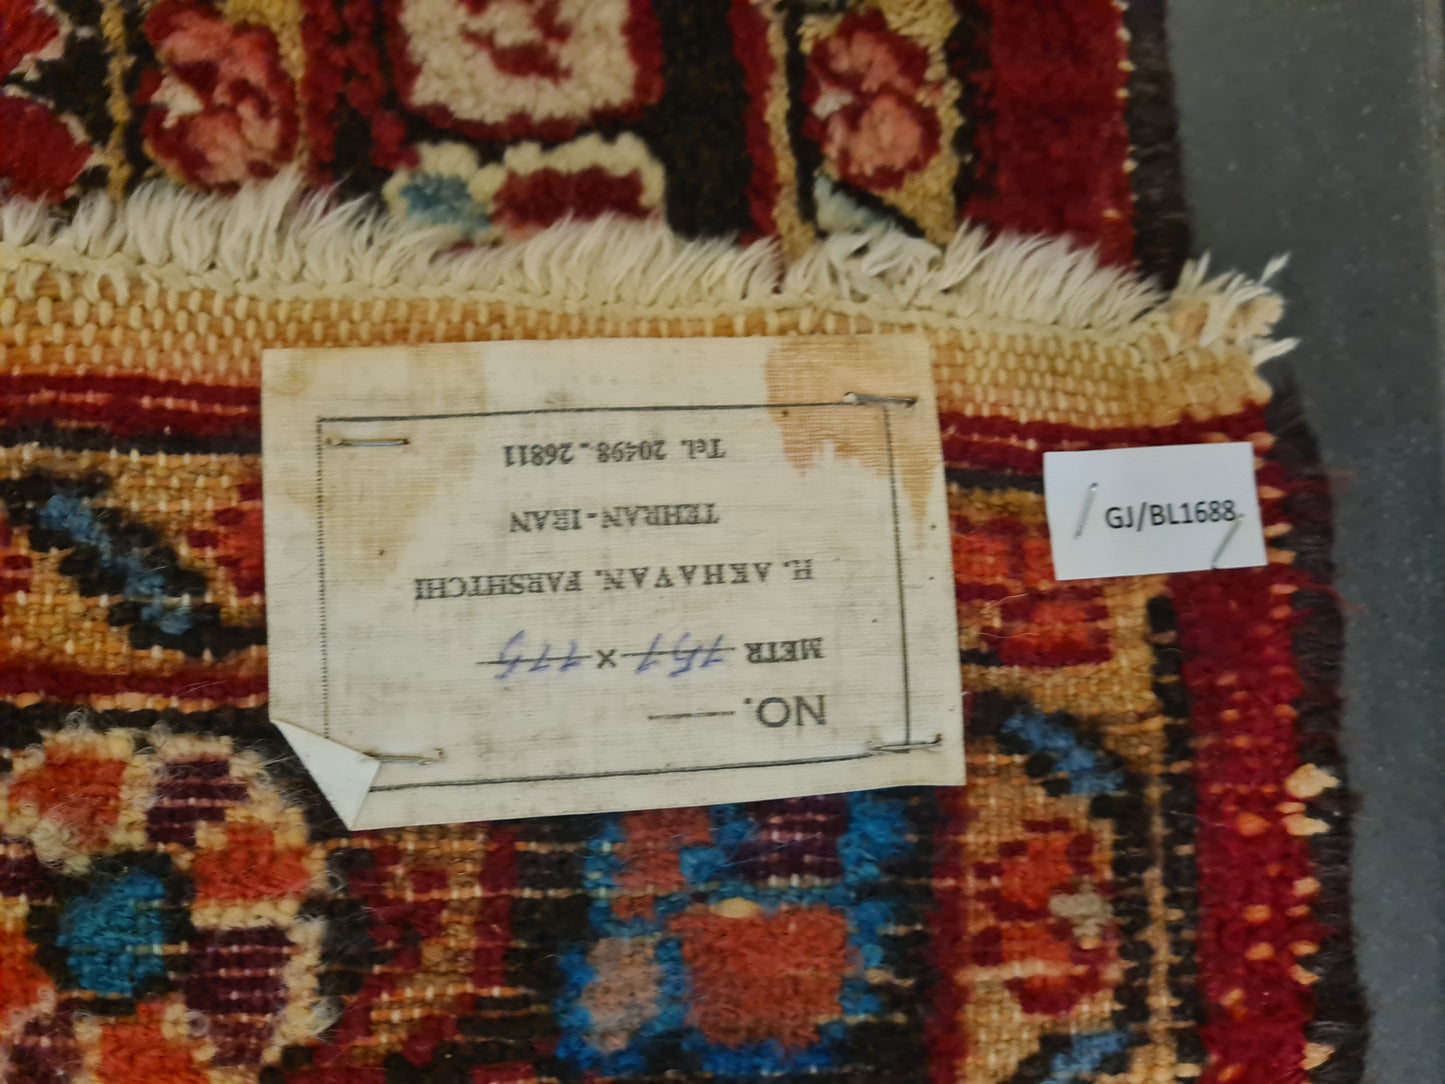 NO.
METR 151 x 115
H. AKHAVAN. FARSHTCHI
TEHRAN-IRAN
Tel. 20498 - 26811
GJ/BL1688